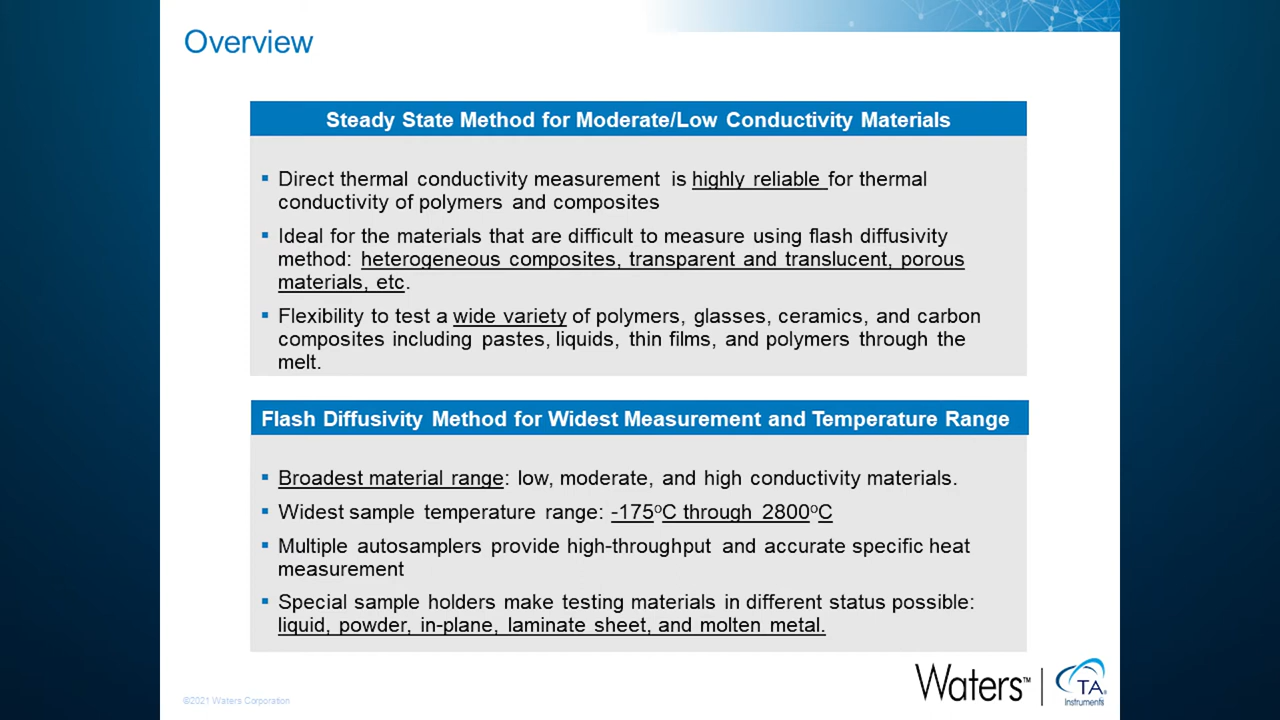 Overview
Steady State Method for Moderate/Low Conductivity Materials
▪ Direct thermal conductivity measurement is highly reliable for thermal
conductivity of polymers and composites
▪ Ideal for the materials that are difficult to measure using flash diffusivity
method: heterogeneous composites, transparent and translucent, porous
materials, etc.
▪ Flexibility to test a wide variety of polymers, glasses, ceramics, and carbon
composites including pastes, liquids, thin films, and polymers through the
melt.
Flash Diffusivity Method for Widest Measurement and Temperature Range
▪ Broadest material range: low, moderate, and high conductivity materials.
▪ Widest sample temperature range: -175ºC through 2800ºC
▪ Multiple autosamplers provide high-throughput and accurate specific heat
measurement
▪ Special sample holders make testing materials in different status possible:
liquid, powder, in-plane, laminate sheet, and molten metal.
©2021 Waters Corporation
Waters™
TA
Instruments